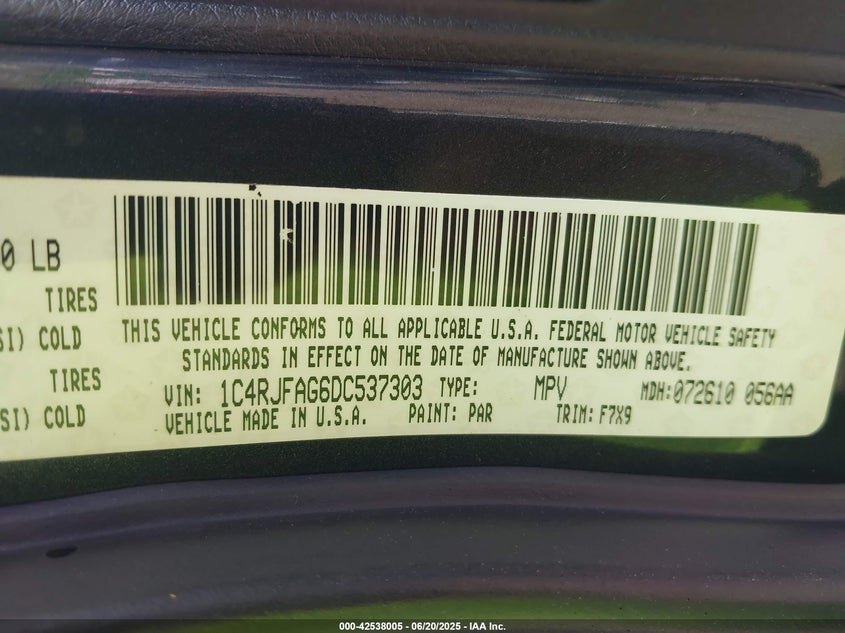 0 LB
TIRES
SI) COLD
TIRES
SI) COLD
THIS VEHICLE CONFORMS TO ALL APPLICABLE U.S.A. FEDERAL MOTOR VEHICLE SAFETY
STANDARDS IN EFFECT ON THE DATE OF MANUFACTURE SHOWN ABOVE.
VIN: 1C4RJFAG6DC537303 TYPE: MPV MDH:072610 056AA
VEHICLE MADE IN U.S.A. PAINT: PAR TRIM: F7X9
000-42538005 - 06/20/2025 - IAA Inc.